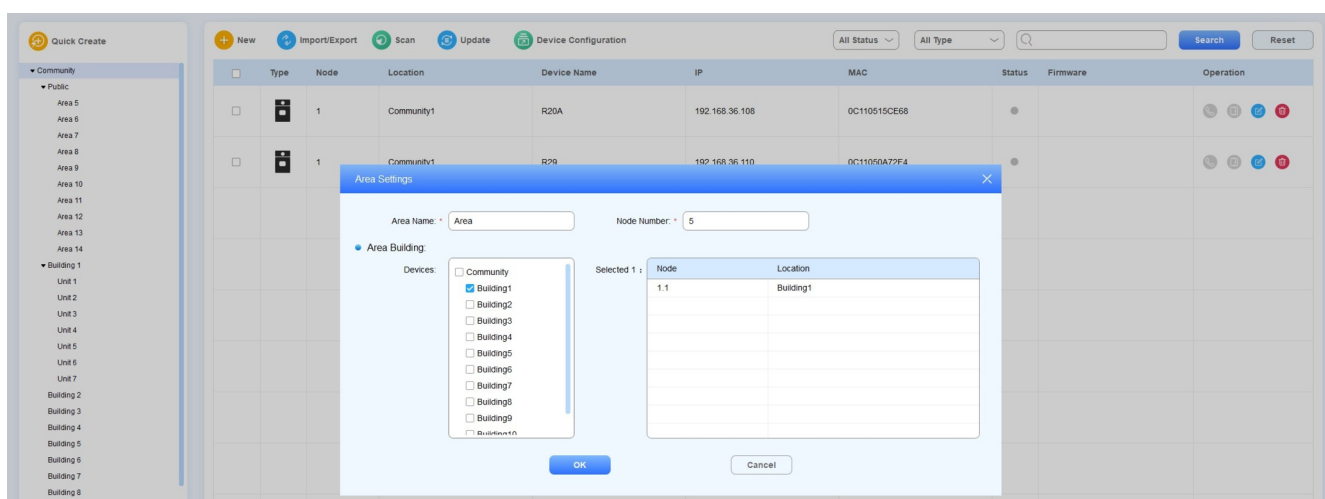 Quick Create
New Import/Export Scan Update Device Configuration All Status All Type Search Reset
Community
Public
Area 5
Area 6
Area 7
Area 8
Area 9
Area 10
Area 11
Area 12
Area 13
Area 14
Building 1
Unit 1
Unit 2
Unit 3
Unit 4
Unit 5
Unit 6
Unit 7
Building 2
Building 3
Building 4
Building 5
Building 6
Building 7
Building 8
Type Node Location Device Name IP MAC Status Firmware Operation
1 Community1 R20A 192.168.36.108 0C110515CE68
1 Community1 R29 192.168.36.110 0C11050A72E4
Area Settings
Area Name: * Area Node Number: * 5
Area Building:
Devices:
Community
Building1
Building2
Building3
Building4
Building5
Building6
Building7
Building8
Building9
Building10
Selected 1 :
Node Location
1.1 Building1
OK Cancel